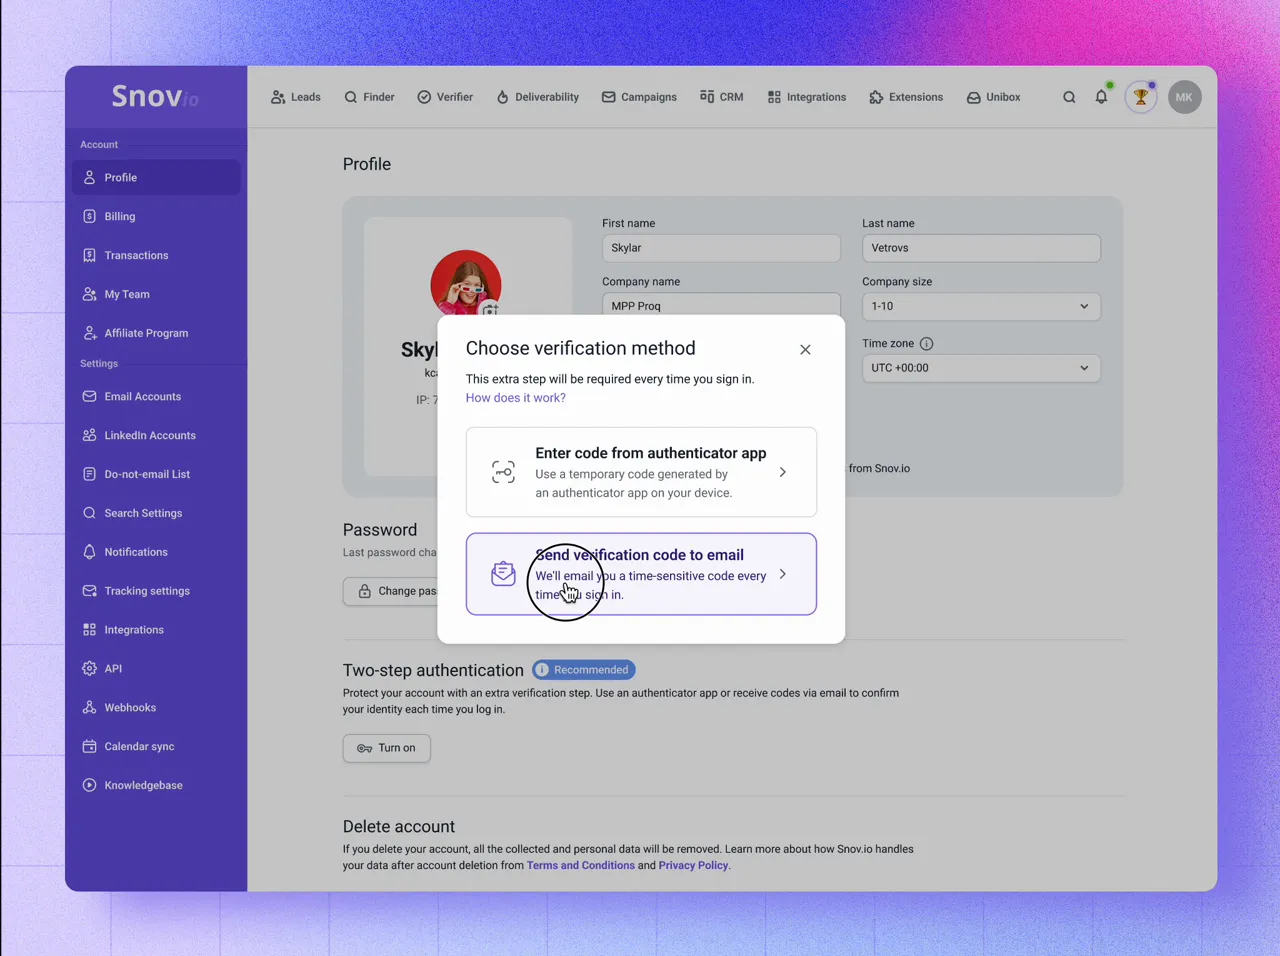 Snov.io
Leads
Finder
Verifier
Deliverability
Campaigns
CRM
Integrations
Extensions
Unibox
MK
Account
Profile
Billing
Transactions
My Team
Affiliate Program
Settings
Email Accounts
LinkedIn Accounts
Do-not-email List
Search Settings
Notifications
Tracking settings
Integrations
API
Webhooks
Calendar sync
Knowledgebase
Profile
First name
Skylar
Last name
Vetrovs
Company name
MPP Proq
Company size
1-10
Time zone
UTC +00:00
IP: 7
from Snov.io
Choose verification method
This extra step will be required every time you sign in.
How does it work?
Enter code from authenticator app
Use a temporary code generated by
an authenticator app on your device.
Send verification code to email
We'll email you a time-sensitive code every
time you sign in.
Password
Last password
Change
Two-step authentication
Recommended
Protect your account with an extra verification step. Use an authenticator app or receive codes via email to confirm
your identity each time you log in.
Turn on
Delete account
If you delete your account, all the collected and personal data will be removed. Learn more about how Snov.io handles
your data after account deletion from Terms and Conditions and Privacy Policy.